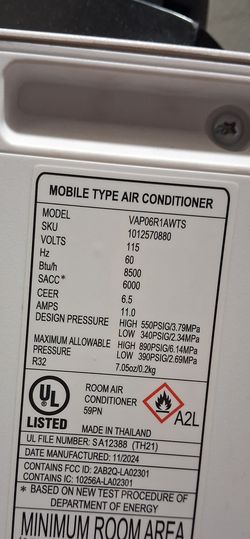 MOBILE TYPE AIR CONDITIONER
MODEL VAP06R1AWTS
SKU 1012570880
VOLTS 115
Hz 60
Btu/h 8500
SACC* 6000
CEER 6.5
AMPS 11.0
DESIGN PRESSURE HIGH 550PSIG/3.79MPa
LOW 340PSIG/2.34MPa
MAXIMUM ALLOWABLE HIGH 890PSIG/6.14MPa
PRESSURE LOW 390PSIG/2.69MPa
R32 7.05oz/0.2kg
UL
LISTED
ROOM AIR
CONDITIONER
59PN
A2L
MADE IN THAILAND
UL FILE NUMBER: SA12388 (TH21)
DATE MANUFACTURED: 11/2024
CONTAINS FCC ID: 2AB2Q-LA02301
CONTAINS IC: 10256A-LA02301
* BASED ON NEW TEST PROCEDURE OF
DEPARTMENT OF ENERGY
MINIMUM ROOM AREA